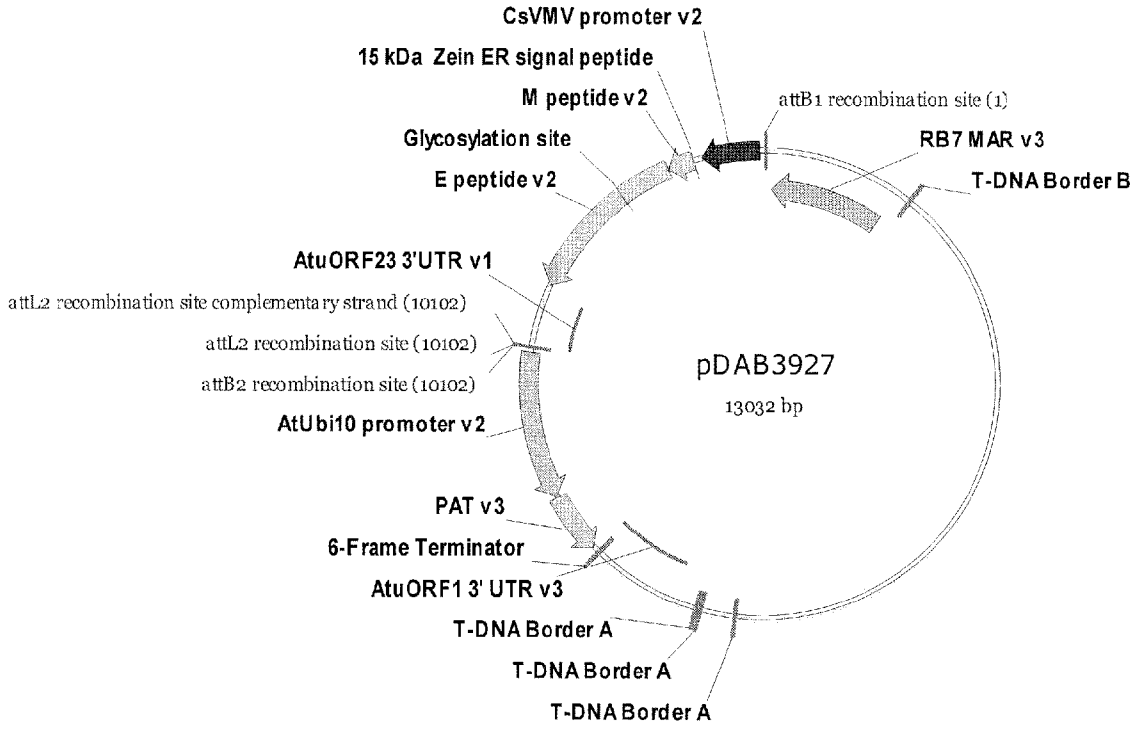 CsVMV promoter v2
15 kDa Zein ER signal peptide
M peptide v2
attB1 recombination site (1)
Glycosylation site
RB7 MAR v3
E peptide v2
T-DNA Border B
AtuORF23 3'UTR v1
attL2 recombination site complementary strand (10102)
attL2 recombination site (10102)
attB2 recombination site (10102)
pDAB3927
13032 bp
AtUbi10 promoter v2
PAT v3
6-Frame Terminator
AtuORF1 3' UTR v3
T-DNA Border A
T-DNA Border A
T-DNA Border A